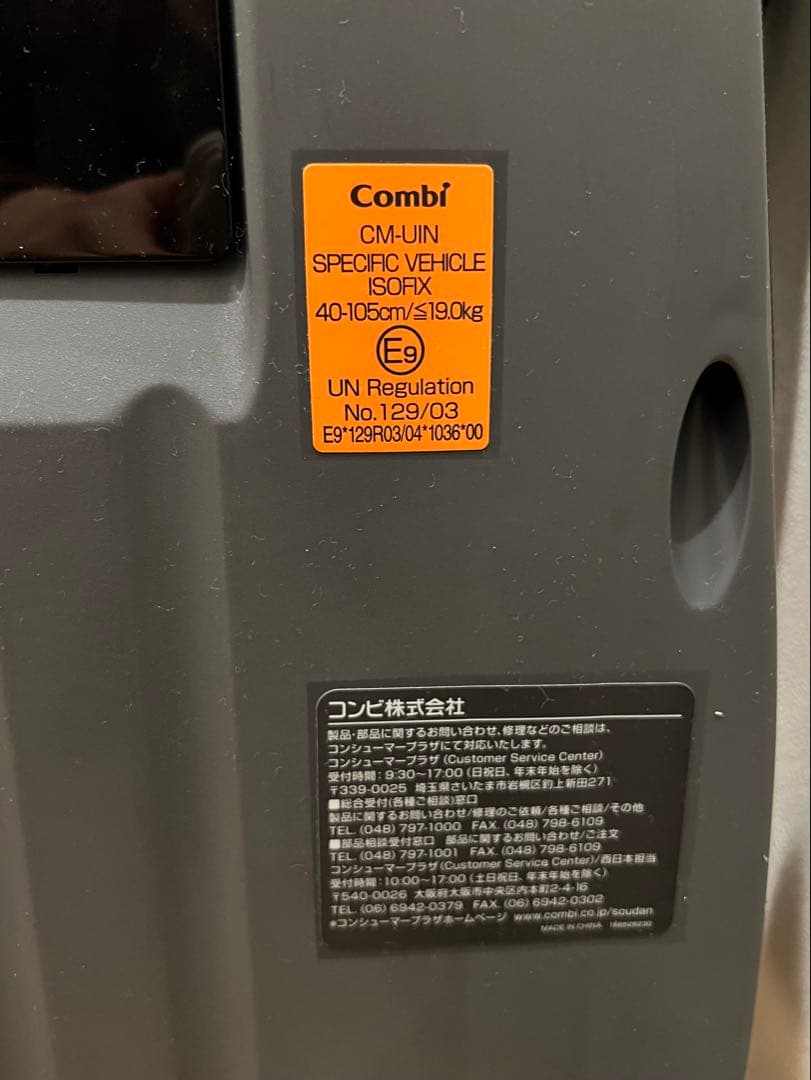 Combi
CM-UIN
SPECIFIC VEHICLE
ISOFIX
40-105cm/≦19.0kg
E9
UN Regulation
No.129/03
E9*129R03/04*1036*00
コンビ株式会社
製品・部品に関するお問い合わせ、修理などのご相談は、
コンシューマープラザにて対応いたします。
コンシューマープラザ(Customer Service Center)
受付時間:9:30〜17:00(日祝日、年末年始を除く)
〒339-0025 埼玉県さいたま市岩槻区釣上新田271
■総合受付(各種ご相談)窓口
製品に関するお問い合わせ/修理のご依頼/各種ご相談/その他
TEL.(048)797-1000 FAX.(048)798-6109
■部品相談受付窓口 部品に関するお問い合わせ/ご注文
TEL.(048)797-1001 FAX.(048)798-6109
コンシューマープラザ(Customer Service Center)/西日本担当
受付時間:10:00〜17:00(土日祝日、年末年始を除く)
〒540-0026 大阪府大阪市中央区内本町2-4-16
TEL.(06)6942-0379 FAX.(06)6942-0302
●コンシューマープラザホームページ www.combi.co.jp/soudan
MADE IN CHINA